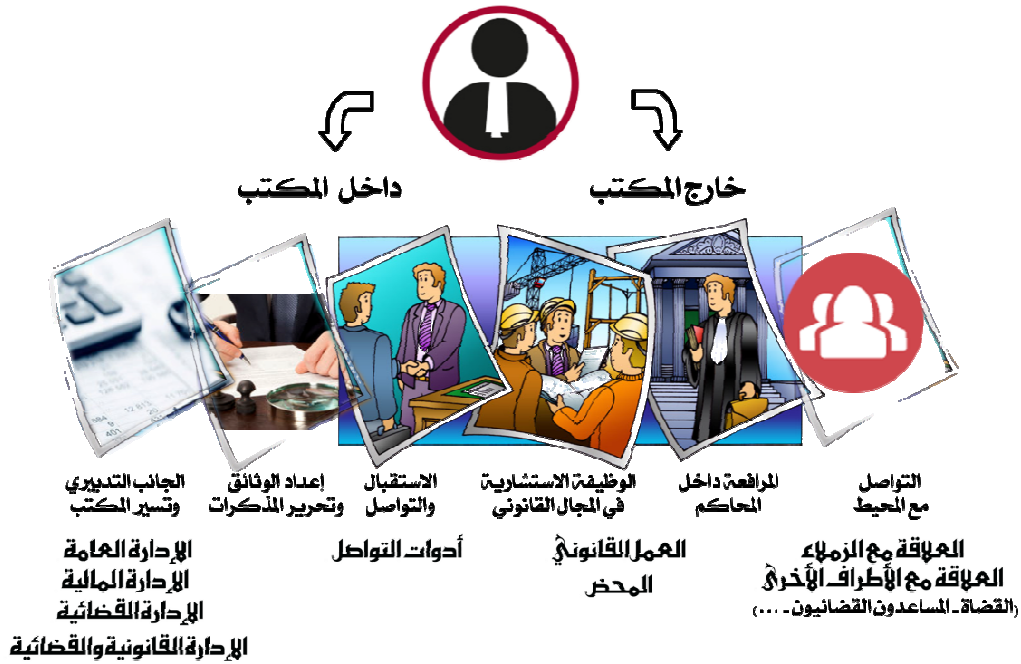 خارج المكتب
داخل المكتب
التواصل
مع المحيط
المرافعة داخل
المحاكم
الوظيفة الاستشارية
في المجال القانوني
الاستقبال
والتواصل
إعداد الوثائق
وتحرير المذكرات
الجانب التدبيري
وتسير المكتب
العلاقة مع الزملاء
العلاقة مع الأطراف الأخرى
(القضاة ـ المساعدون القضائيون ـ ...)
العمل القانوني
المحض
أدوات التواصل
الإدارة العامة
الإدارة المالية
الإدارة القضائية
الإدارة القانونية والقضائية